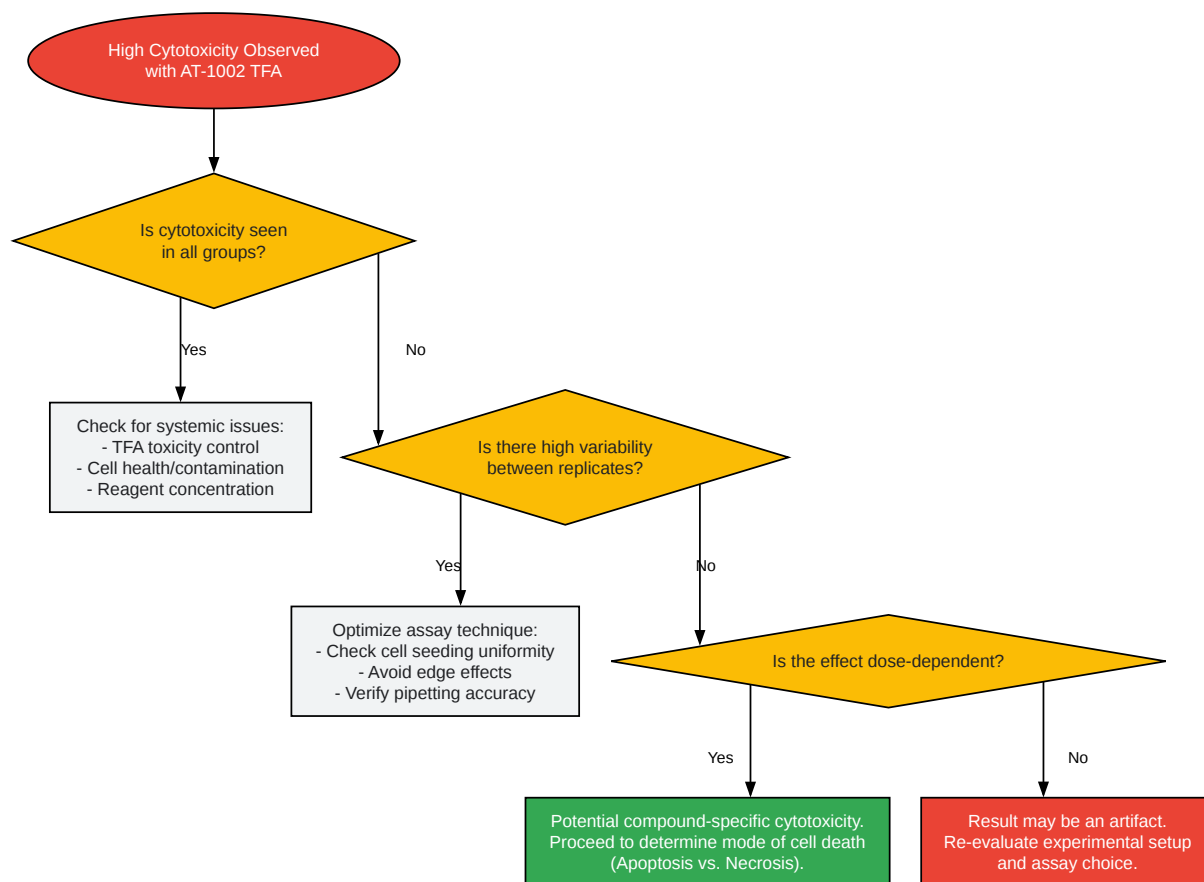 High Cytotoxicity Observed
with AT-1002 TFA
Is cytotoxicity seen
in all groups?
Yes
No
Check for systemic issues:
- TFA toxicity control
- Cell health/contamination
- Reagent concentration
Is there high variability
between replicates?
Yes
No
Optimize assay technique:
- Check cell seeding uniformity
- Avoid edge effects
- Verify pipetting accuracy
Is the effect dose-dependent?
Yes
No
Potential compound-specific cytotoxicity.
Proceed to determine mode of cell death
(Apoptosis vs. Necrosis).
Result may be an artifact.
Re-evaluate experimental setup
and assay choice.